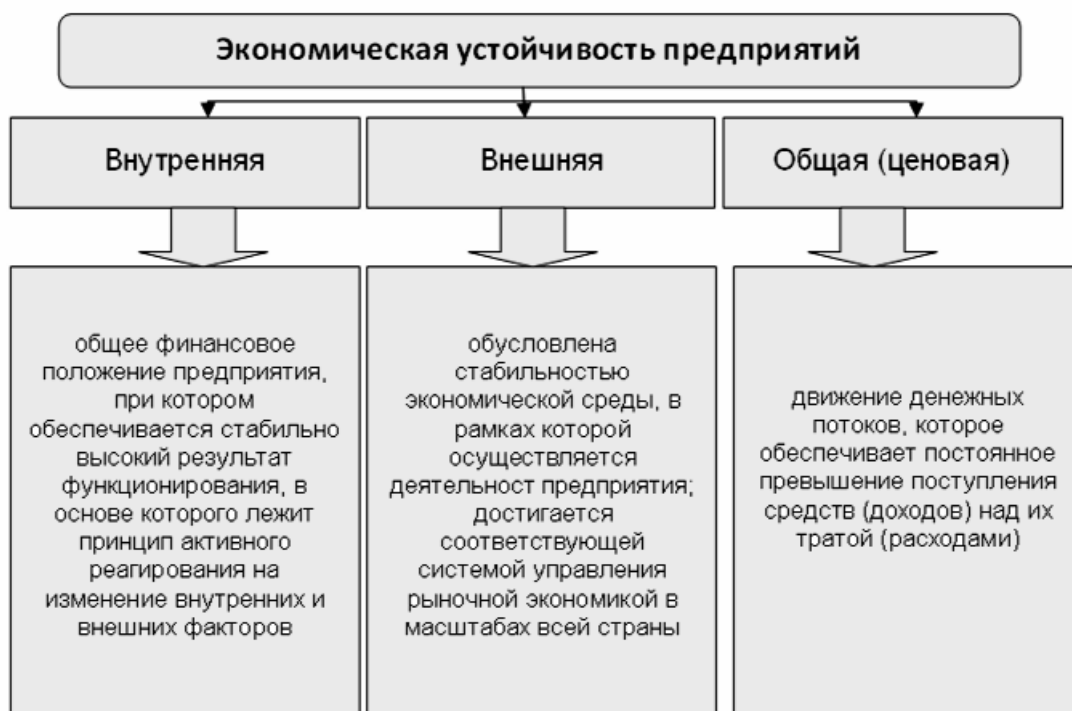 Экономическая устойчивость предприятий
Внутренняя
Внешняя
Общая (ценовая)
общее финансовое
положение предприятия,
при котором
обеспечивается стабильно
высокий результат
функционирования, в
основе которого лежит
принцип активного
реагирования на
изменение внутренних и
внешних факторов
обусловлена
стабильностью
экономической среды, в
рамках которой
осуществляется
деятельност предприятия;
достигается
соответствующей
системой управления
рыночной экономикой в
масштабах всей страны
движение денежных
потоков, которое
обеспечивает постоянное
превышение поступления
средств (доходов) над их
тратой (расходами)